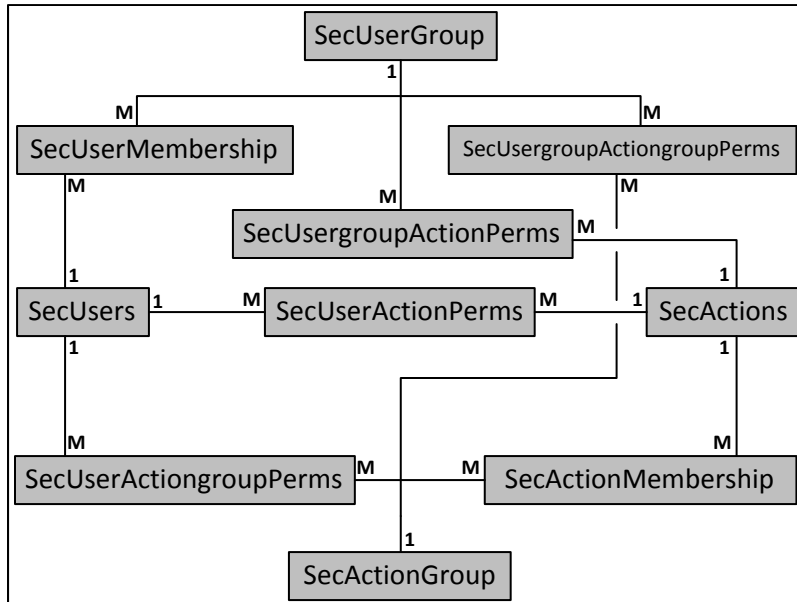 SecUserGroup
1
M
M
SecUserMembership
SecUsergroupActiongroupPerms
M
M
M
SecUsergroupActionPerms
M
1
1
SecUsers
1
M
SecUserActionPerms
M
1
SecActions
1
1
M
M
SecUserActiongroupPerms
M
M
SecActionMembership
1
SecActionGroup